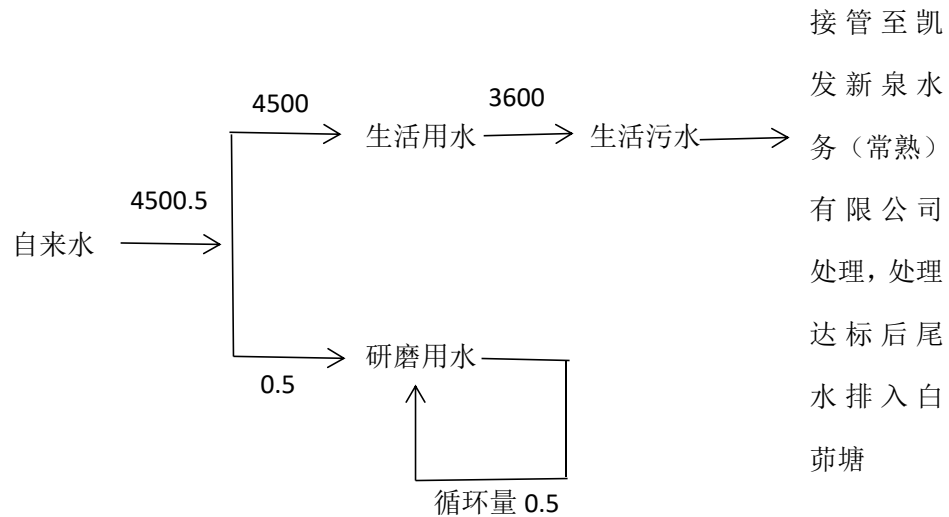 4500
3600
生活用水
生活污水
4500.5
自来水
0.5
研磨用水
循环量 0.5
接管至凯
发新泉水
务（常熟）
有限公司
处理，处理
达标后尾
水排入白
茆塘